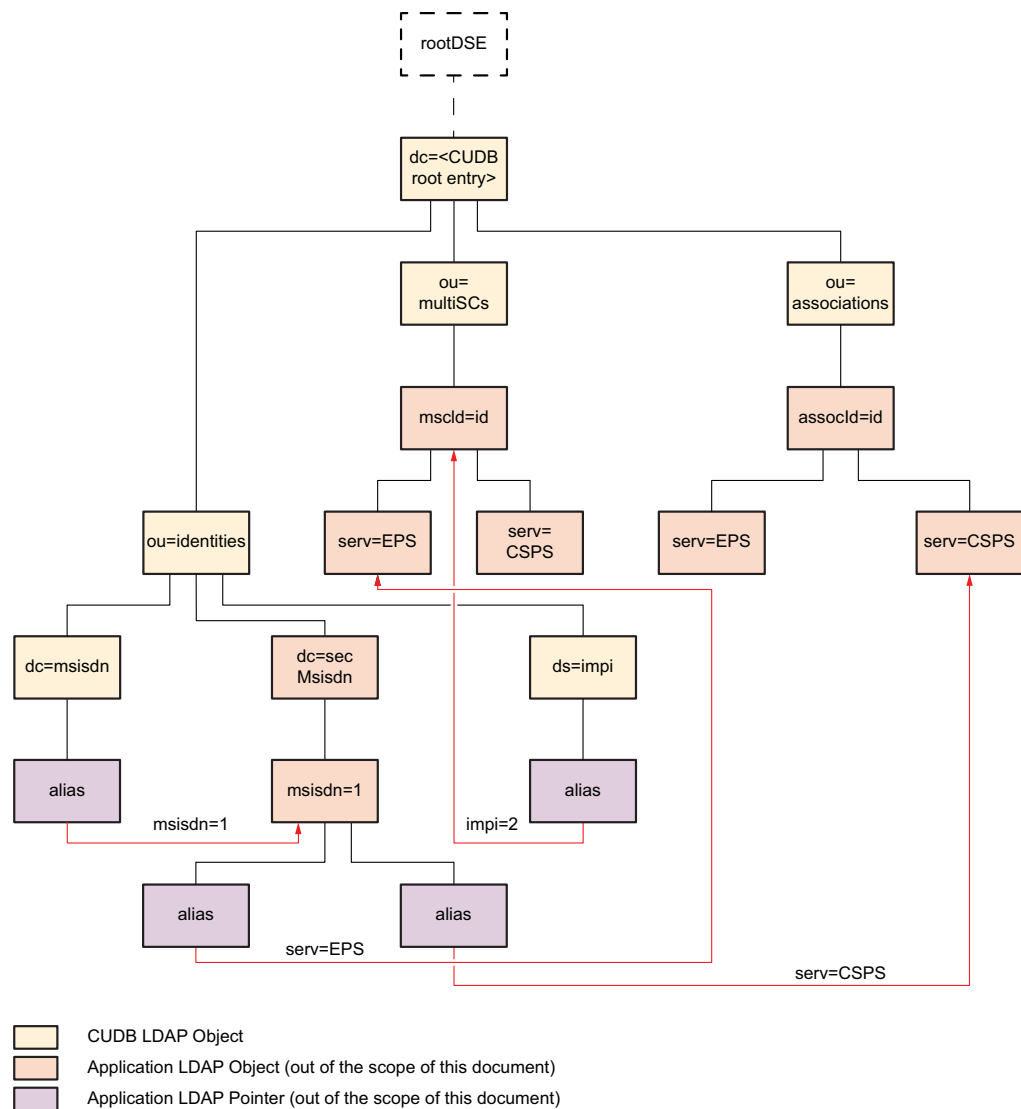 rootDSE
dc=<CUDB
root entry>
ou=
multiSCs
ou=
associations
mscId=id
assocId=id
ou=identities
serv=EPS
serv=
CSPS
serv=EPS
serv=CSPS
dc=msisdn
dc=sec
Msisdn
ds=impi
alias
msisdn=1
alias
msisdn=1
impi=2
alias
alias
serv=EPS
serv=CSPS
CUDB LDAP Object
Application LDAP Object (out of the scope of this document)
Application LDAP Pointer (out of the scope of this document)